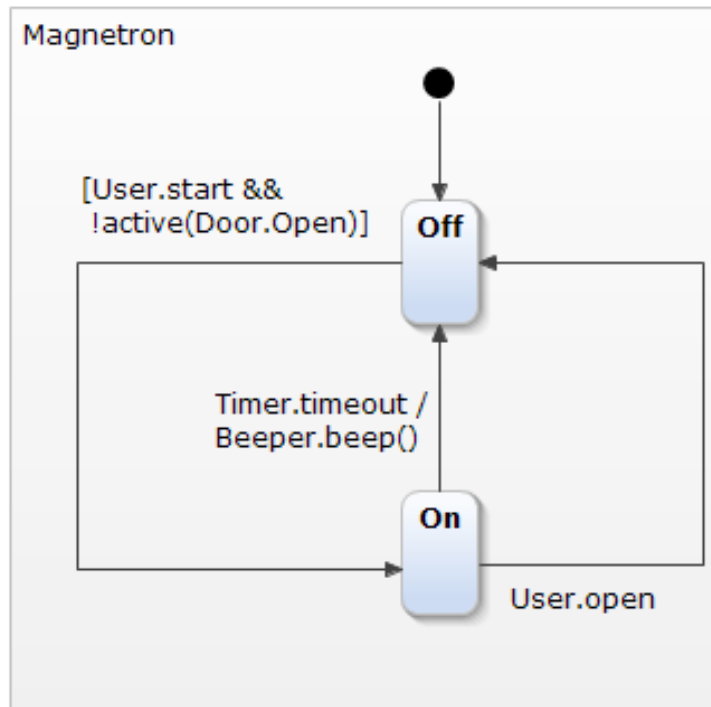 Magnetron
[User.start &&
!active(Door.Open)]
Off
Timer.timeout /
Beeper.beep()
On
User.open